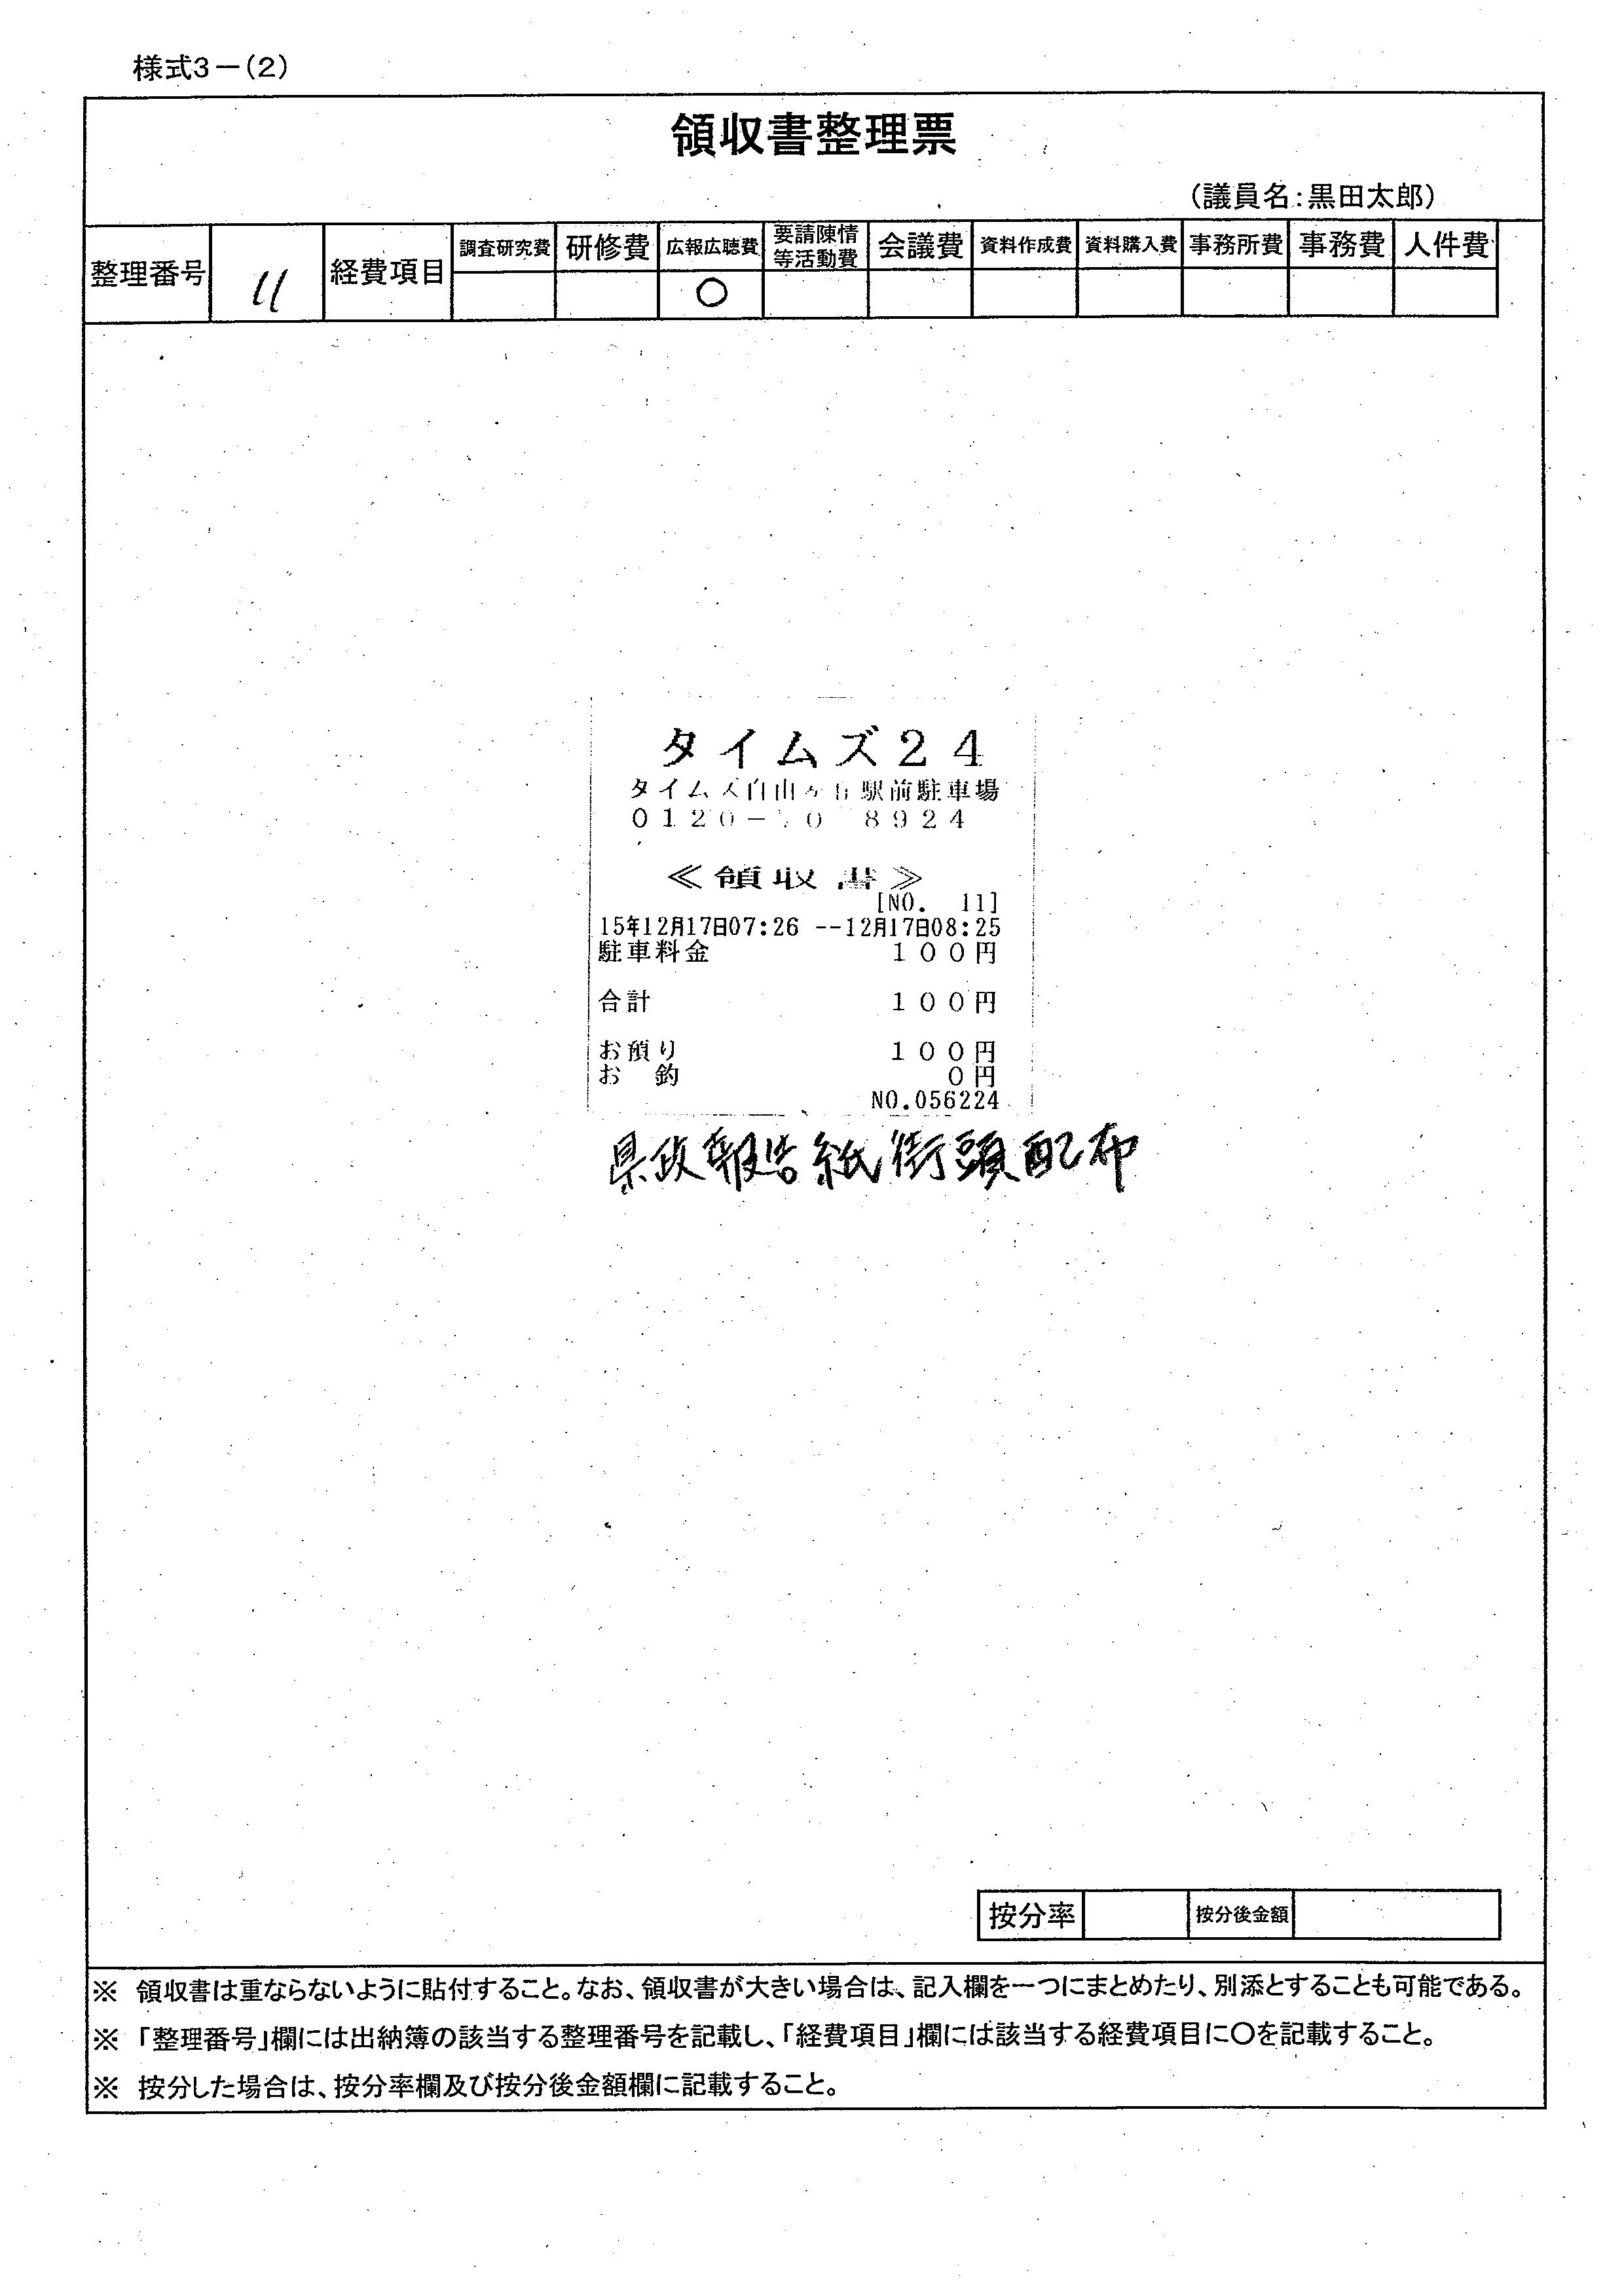 様式3－(2)
領収書整理票
(議員名:黒田太郎)
整理番号 11 経費項目 調査研究費 研修費 広報広聴費 要請陳情等活動費 会議費 資料作成費 資料購入費 事務所費 事務費 人件費
○
タイムズ24
駅前駐車場
8924
≪領収書≫
[NO. 11]
15年12月17日07:26 --12月17日08:25
駐車料金 100円
合計 100円
お預り 100円
お 釣 0円
NO.056224
県政報告紙街頭配布
按分率 按分後金額
※ 領収書は重ならないように貼付すること。なお、領収書が大きい場合は、記入欄を一つにまとめたり、別添とすることも可能である。
※ 「整理番号」欄には出納簿の該当する整理番号を記載し、「経費項目」欄には該当する経費項目に○を記載すること。
※ 按分した場合は、按分率欄及び按分後金額欄に記載すること。